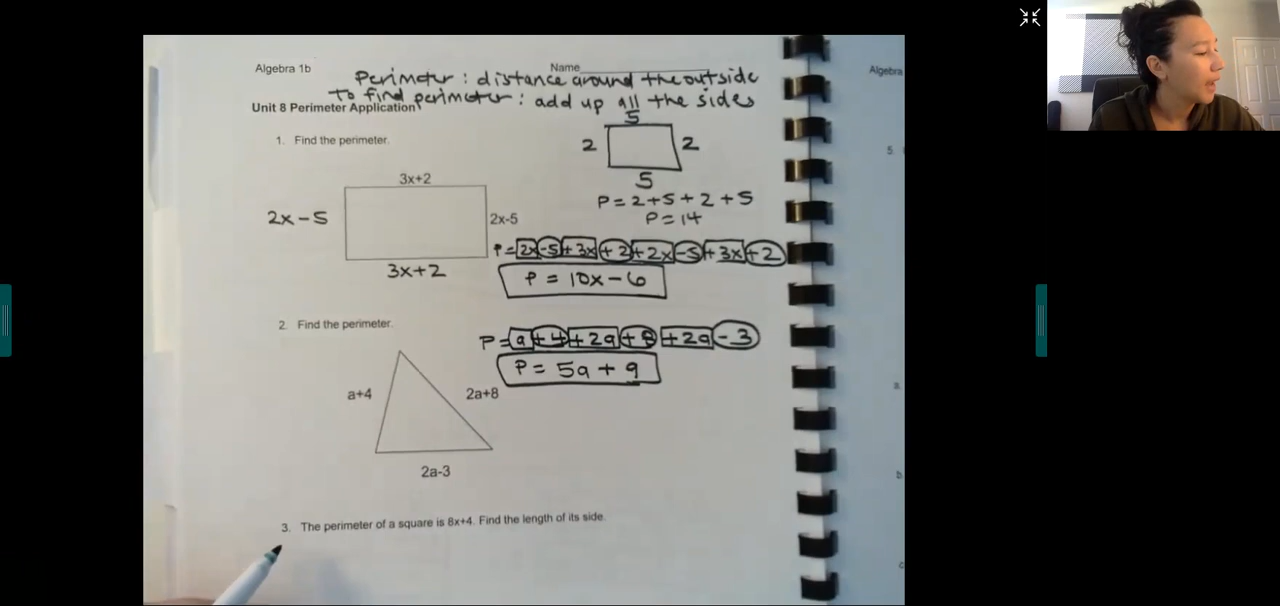 Algebra 1b
Name
Perimeter: distance around the outside
To find perimeter: add up all the sides
Unit 8 Perimeter Application
1. Find the perimeter.
5
2
2
5
P = 2+5+2+5
P = 14
3x+2
2x-5
2x-5
3x+2
P = 2x-5+3x+2+2x-5+3x+2
P = 10x-6
2. Find the perimeter.
P = a+4+2a+8+2a-3
P = 5a+9
a+4
2a+8
2a-3
3. The perimeter of a square is 8x+4. Find the length of its side.
Algebra
5.
a.
b
c